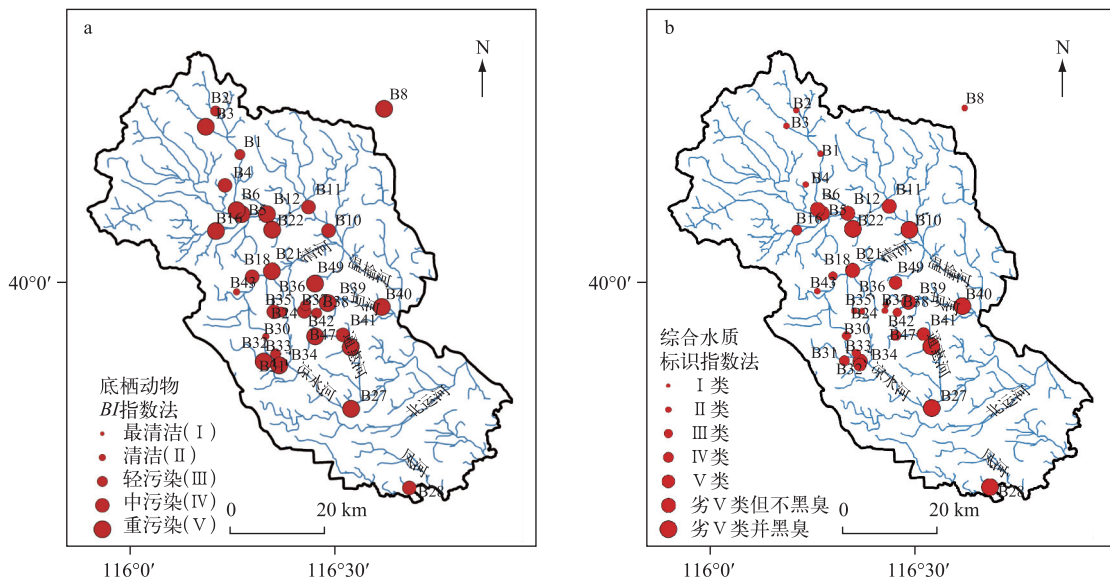 a
N
B2
B3
B8
B1
B4
B6
B5
B12
B11
B16
B22
B10
清河
温榆河
B18
B21
B49
B43
B36
B39
坝河
B40
B35
B38
B24
B42
B41
B30
B47
B32
B33
B34
B31
凉水河
B27
北运河
凤河
B28
40°0′
底栖动物
BI指数法
最清洁(Ⅰ)
清洁(Ⅱ)
轻污染(Ⅲ)
中污染(Ⅳ)
重污染(Ⅴ)
0 20 km
116°0′ 116°30′
b
N
B2
B3
B8
B1
B4
B6
B5
B12
B11
B16
B22
B10
清河
温榆河
B18
B21
B49
B43
B36
B39
坝河
B40
B35
B38
B24
B42
B41
B30
B47
B33
B34
B31
B32
凉水河
B27
北运河
凤河
B28
40°0′
综合水质
标识指数法
Ⅰ类
Ⅱ类
Ⅲ类
Ⅳ类
Ⅴ类
劣Ⅴ类但不黑臭
劣Ⅴ类并黑臭
0 20 km
116°0′ 116°30′